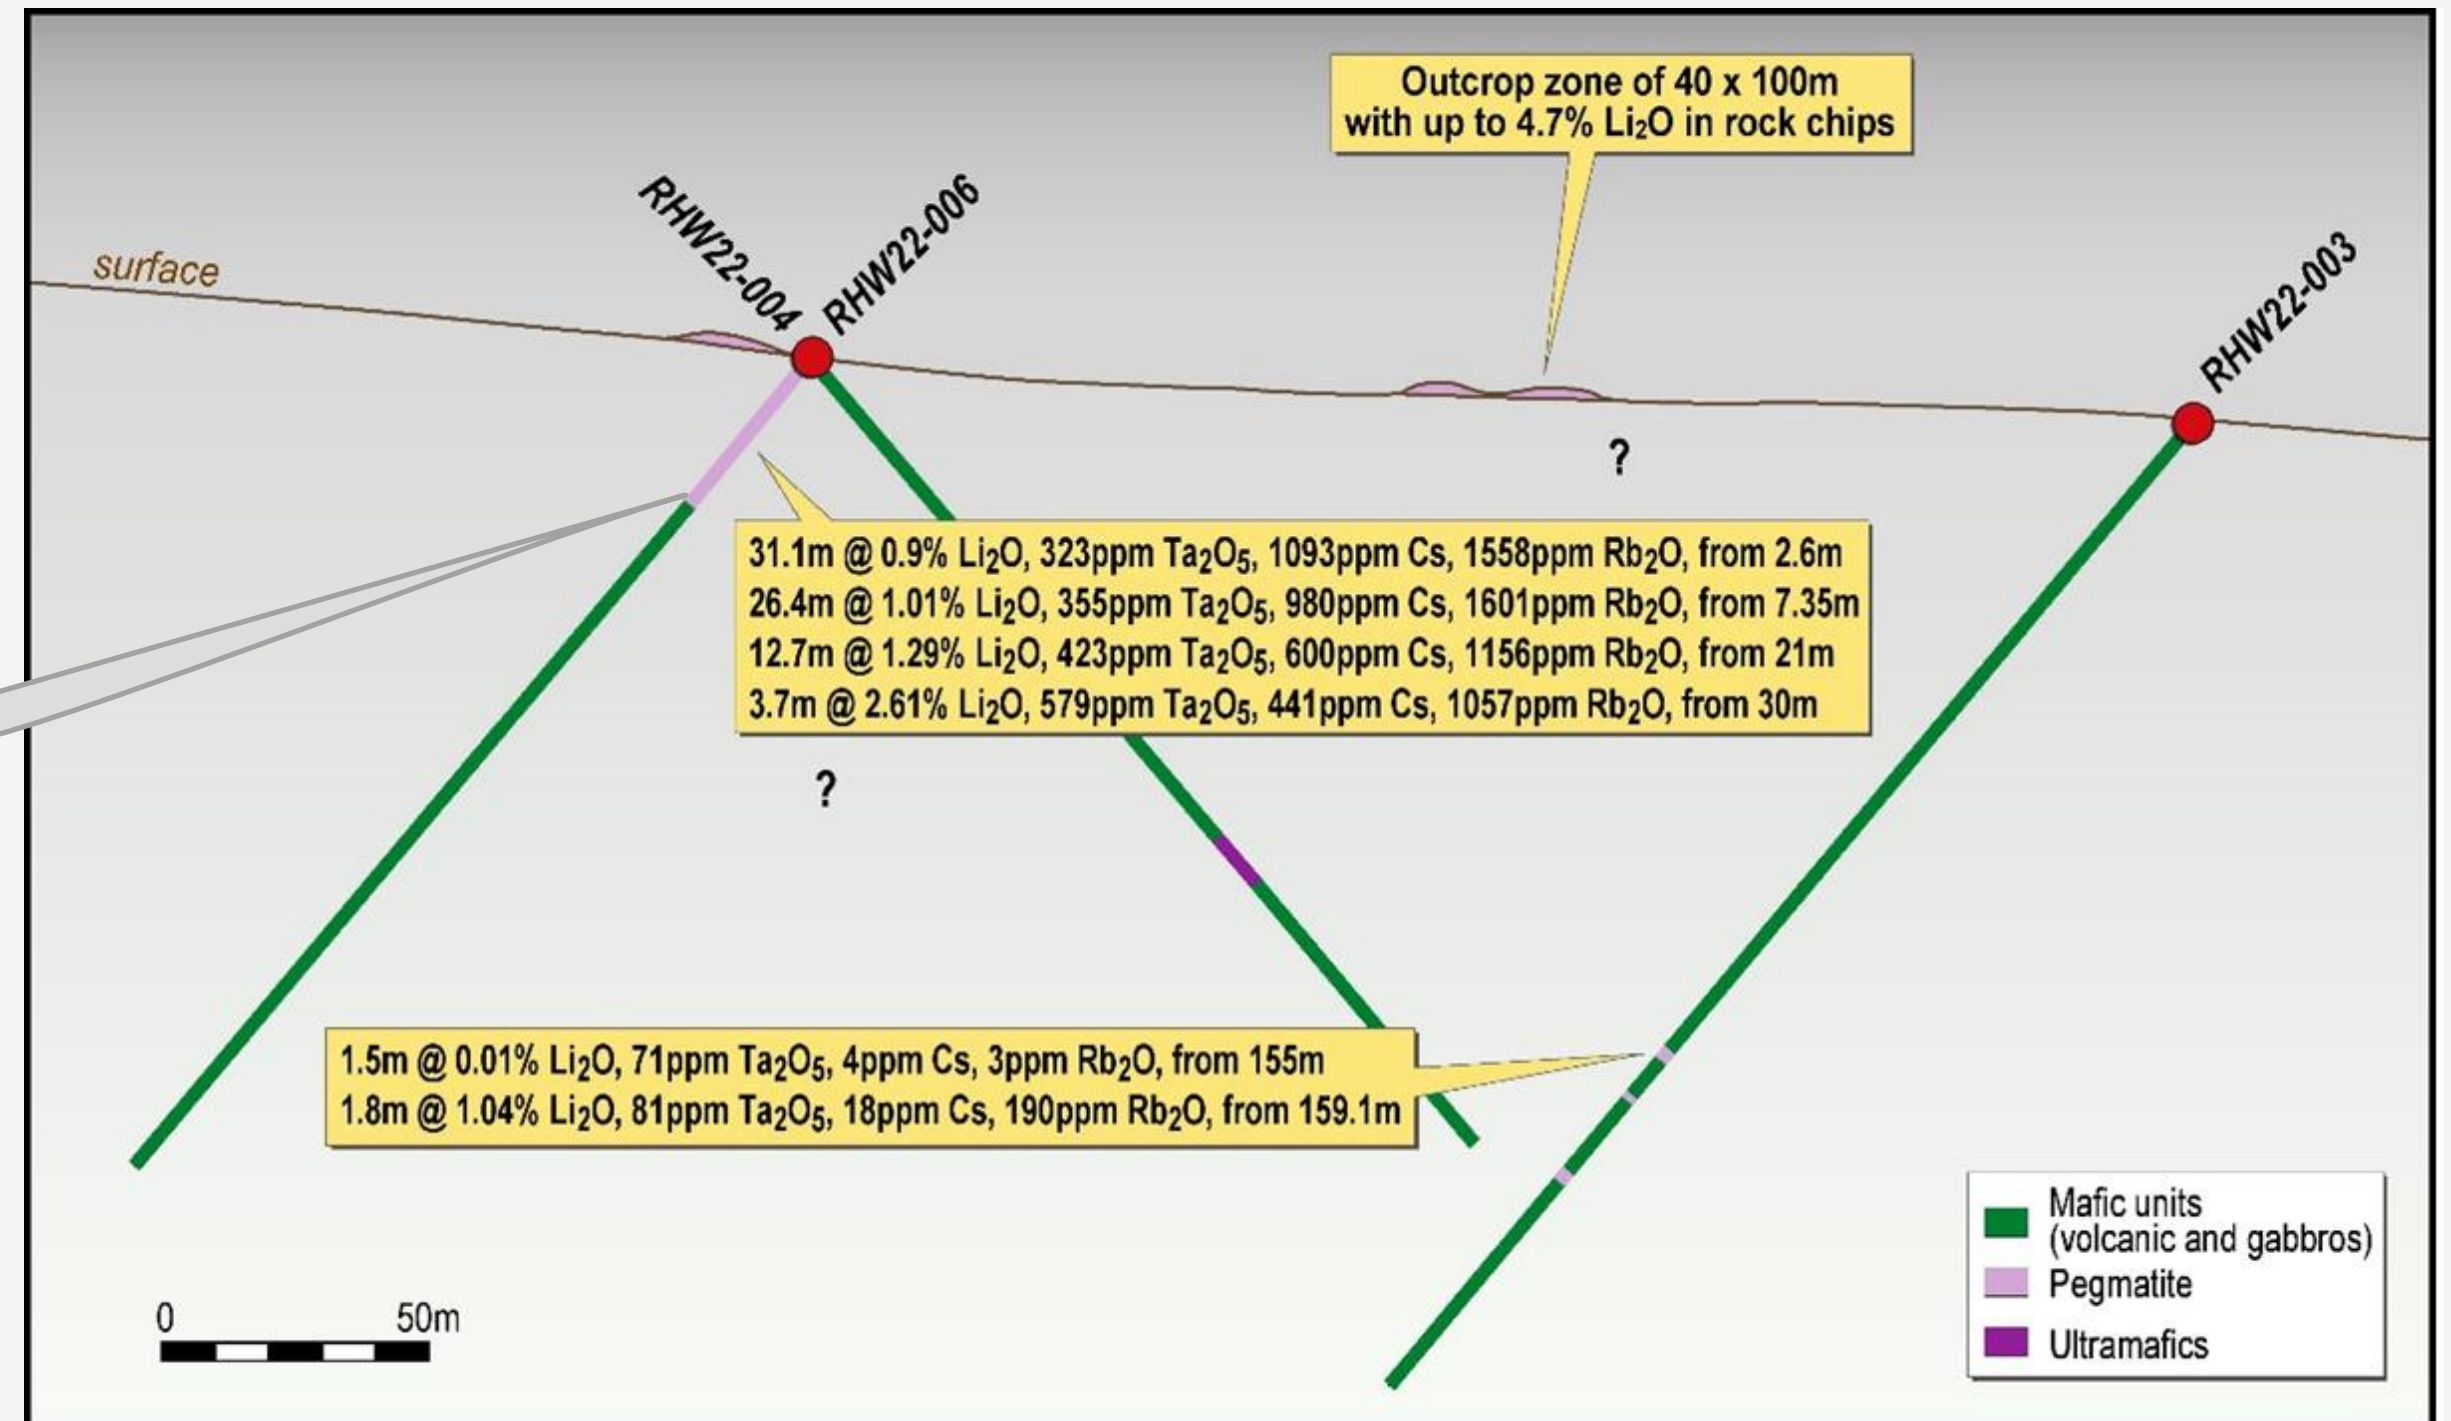 Outcrop zone of 40 x 100m
with up to 4.7% Li₂O in rock chips
RHW22-004
RHW22-006
RHW22-003
surface
?
31.1m @ 0.9% Li₂O, 323ppm Ta₂O₅, 1093ppm Cs, 1558ppm Rb₂O, from 2.6m
26.4m @ 1.01% Li₂O, 355ppm Ta₂O₅, 980ppm Cs, 1601ppm Rb₂O, from 7.35m
12.7m @ 1.29% Li₂O, 423ppm Ta₂O₅, 600ppm Cs, 1156ppm Rb₂O, from 21m
3.7m @ 2.61% Li₂O, 579ppm Ta₂O₅, 441ppm Cs, 1057ppm Rb₂O, from 30m
?
1.5m @ 0.01% Li₂O, 71ppm Ta₂O₅, 4ppm Cs, 3ppm Rb₂O, from 155m
1.8m @ 1.04% Li₂O, 81ppm Ta₂O₅, 18ppm Cs, 190ppm Rb₂O, from 159.1m
Mafic units
(volcanic and gabbros)
Pegmatite
Ultramafics
0 50m